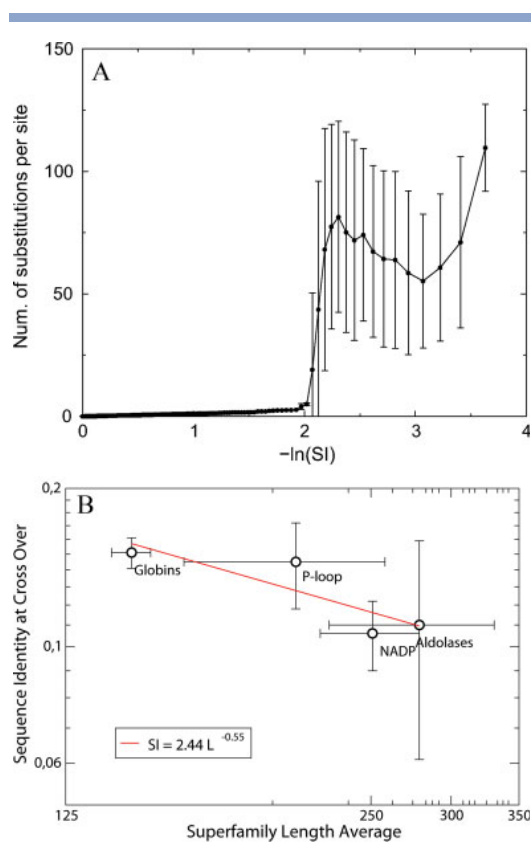 A
150
100
50
0
Num. of substitutions per site
0 1 2 3 4
−ln(SI)
B
0,2
0,1
0,06
Sequence Identity at Cross Over
Globins
P-loop
NADP
Aldolases
SI = 2.44 L -0.55
125 250 300 350
Superfamily Length Average